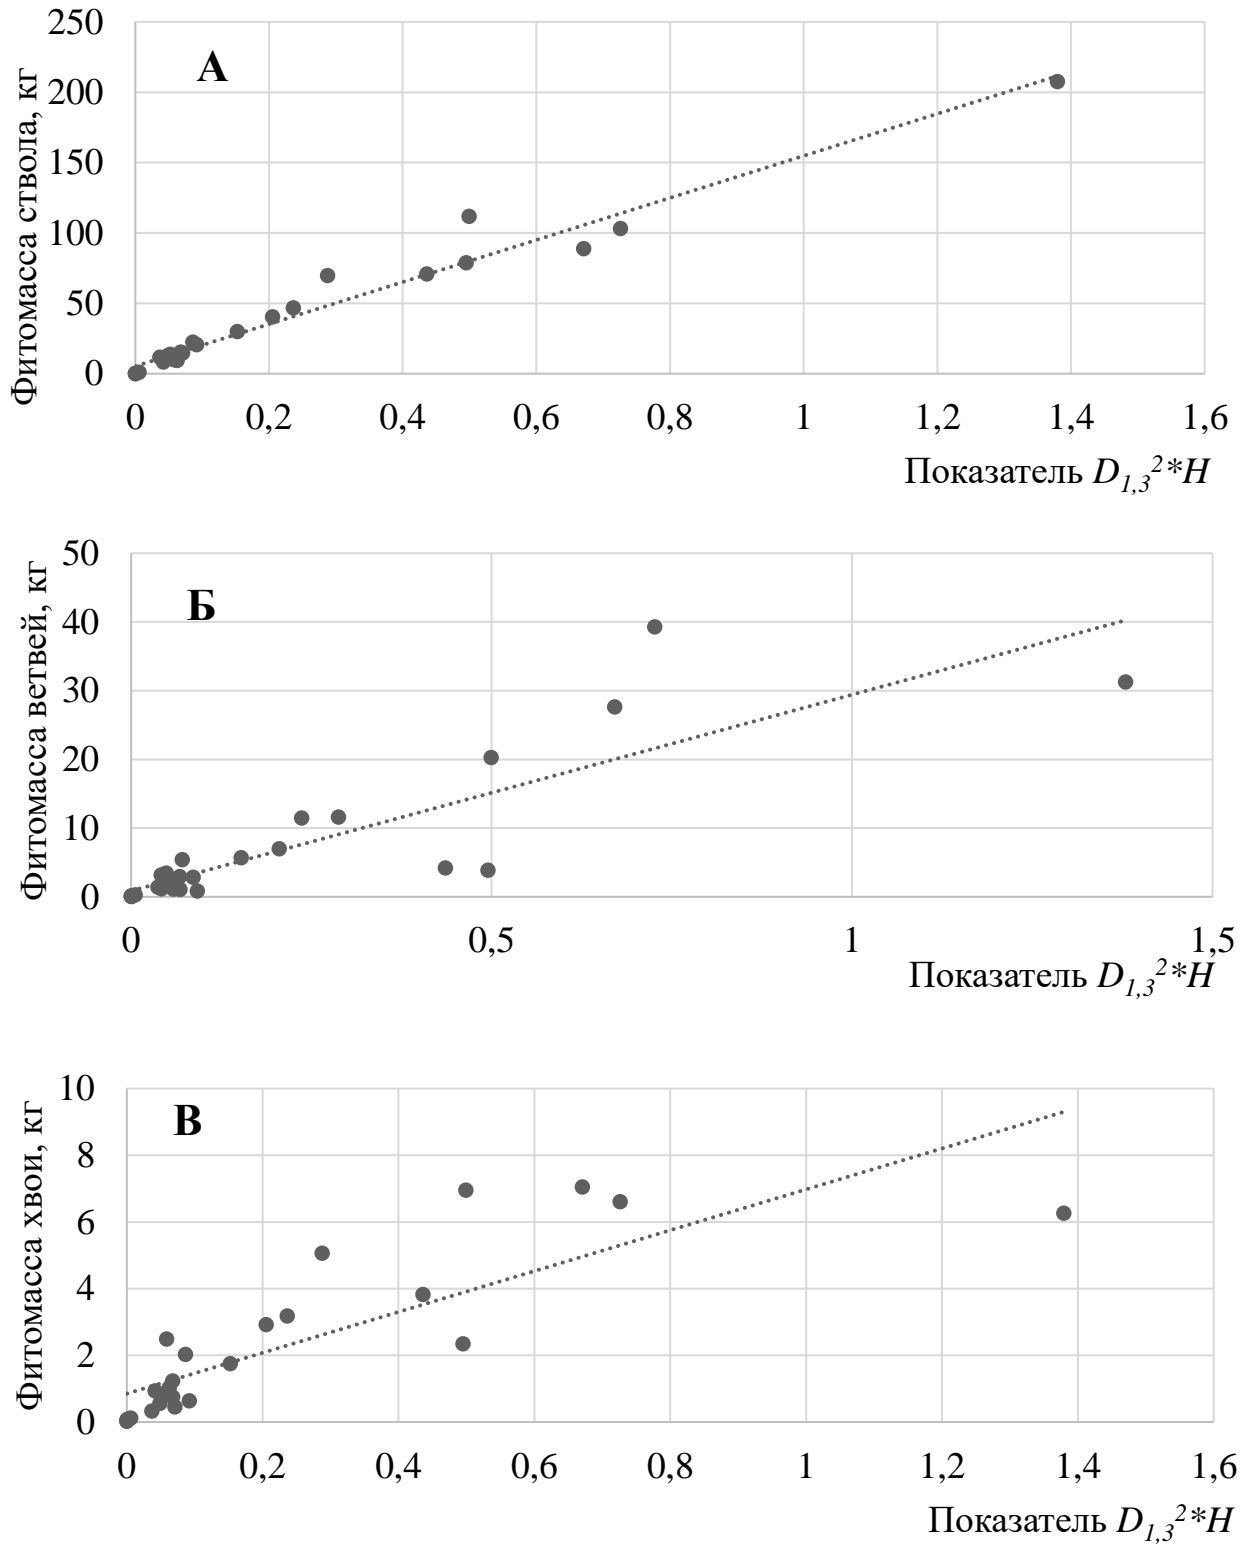 250
200
150
100
50
0
Фитомасса ствола, кг
А
0 0,2 0,4 0,6 0,8 1 1,2 1,4 1,6
Показатель D1,3²*H
50
40
30
20
10
0
Фитомасса ветвей, кг
Б
0 0,5 1 1,5
Показатель D1,3²*H
10
8
6
4
2
0
Фитомасса хвои, кг
В
0 0,2 0,4 0,6 0,8 1 1,2 1,4 1,6
Показатель D1,3²*H